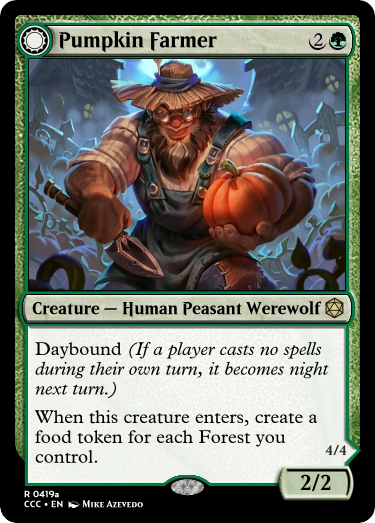 Pumpkin Farmer 2
Creature — Human Peasant Werewolf
Daybound (If a player casts no spells
during their own turn, it becomes night
next turn.)
When this creature enters, create a
food token for each Forest you
control.
4/4
2/2
R 0419a
CCC • EN Mike Azevedo